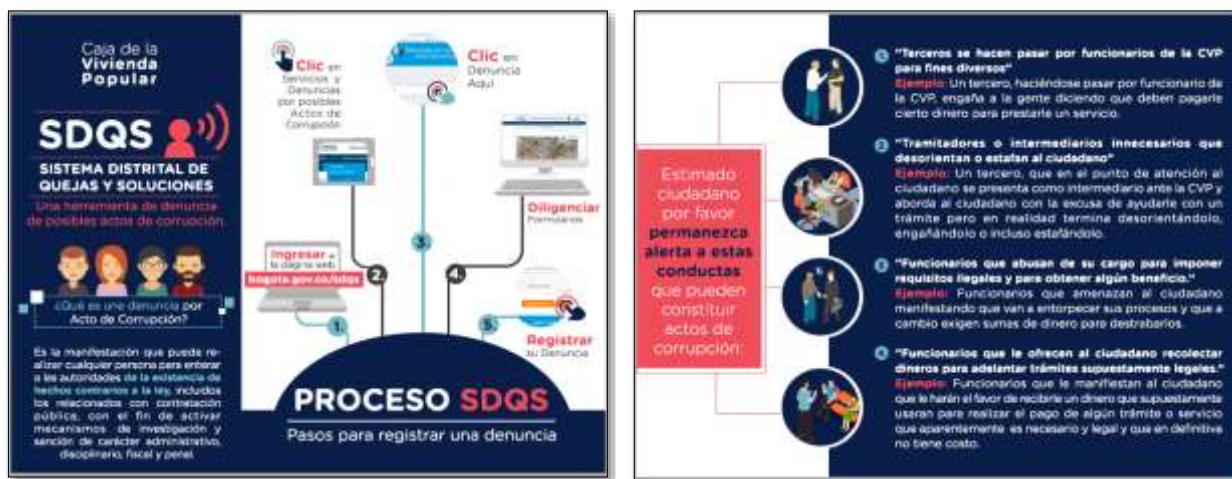 Caja de la
Vivienda
Popular
SDQS
SISTEMA DISTRITAL DE
QUEJAS Y SOLUCIONES
Una herramienta de denuncia
de posibles actos de corrupción.
¿Qué es una denuncia por
Acto de Corrupción?
Es la manifestación que puede re-
alizar cualquier persona para enterar
a las autoridades de la existencia de
hechos contrarios a la ley, incluidos
los relacionados con contratación
pública, con el fin de activar
mecanismos de investigación y
sanción de carácter administrativo,
disciplinario, fiscal y penal.
Clic en
Servicios y
Denuncias
por posibles
Actos de
Corrupción
Clic en
Denuncia
Aquí
Diligenciar
Formularios
Ingresar a
la página web:
bogota.gov.co/sdqs
1.
2.
3.
4.
5.
Registrar
su Denuncia
PROCESO SDQS
Pasos para registrar una denuncia
Estimado
ciudadano
por favor
permanezca
alerta a estas
conductas
que pueden
constituir
actos de
corrupción:
1 "Terceros se hacen pasar por funcionarios de la CVP
para fines diversos"
Ejemplo: Un tercero, haciéndose pasar por funcionario de
la CVP, engaña a la gente diciendo que deben pagarle
cierto dinero para prestarle un servicio.
2 "Tramitadores o intermediarios innecesarios que
desorientan o estafan al ciudadano"
Ejemplo: Un tercero, que en el punto de atención al
ciudadano se presenta como intermediario ante la CVP y
aborda al ciudadano con la excusa de ayudarle con un
trámite pero en realidad termina desorientándolo,
engañándolo o incluso estafándolo.
3 "Funcionarios que abusan de su cargo para imponer
requisitos ilegales y para obtener algún beneficio."
Ejemplo: Funcionarios que amenazan al ciudadano
manifestando que van a entorpecer sus procesos y que a
cambio exigen sumas de dinero para destrabarlos.
4 "Funcionarios que le ofrecen al ciudadano recolectar
dineros para adelantar trámites supuestamente legales."
Ejemplo: Funcionarios que le manifiestan al ciudadano
que le harán el favor de recibirle un dinero que supuestamente
usaran para realizar el pago de algún trámite o servicio
que aparentemente es necesario y legal y que en definitiva
no tiene costo.